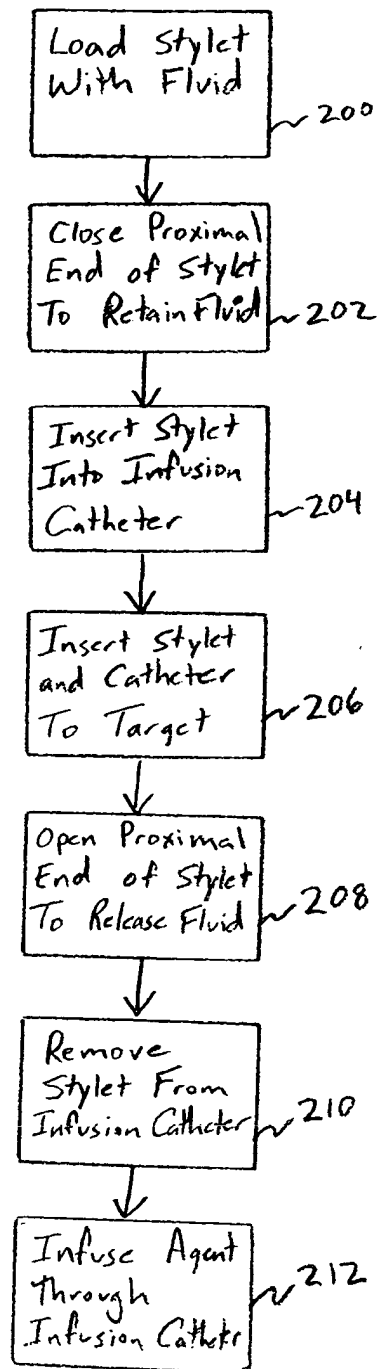 Load Stylet
With Fluid
200
Close Proximal
End of Stylet
To Retain Fluid
202
Insert Stylet
Into Infusion
Catheter
204
Insert Stylet
and Catheter
To Target
206
Open Proximal
End of Stylet
To Release Fluid
208
Remove
Stylet From
Infusion Catheter
210
Infuse Agent
through
Infusion Catheter
212